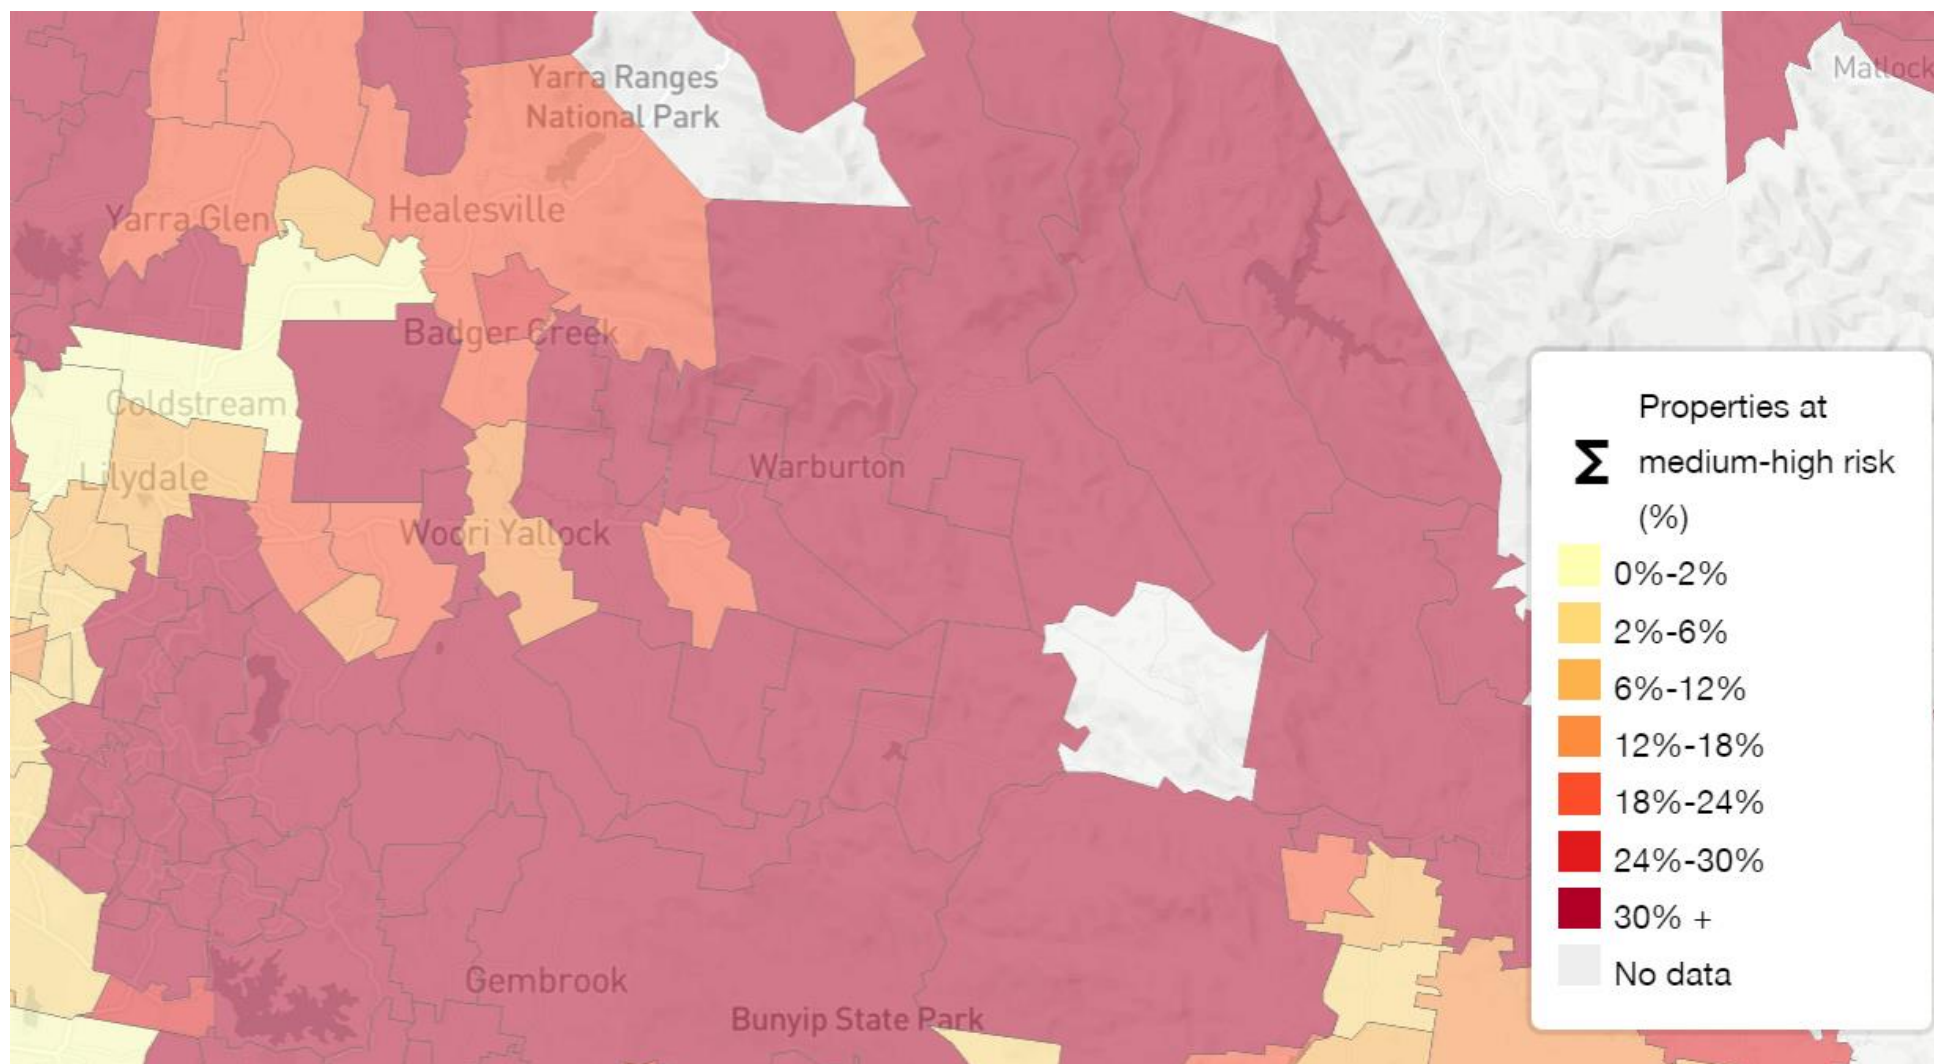 Yarra Ranges
National Park
Matlock
Yarra Glen
Healesville
Badger Creek
Coldstream
Lilydale
Warburton
Woori Yallock
Gembrook
Bunyip State Park
Properties at
Σ medium-high risk
(%)
0%-2%
2%-6%
6%-12%
12%-18%
18%-24%
24%-30%
30% +
No data